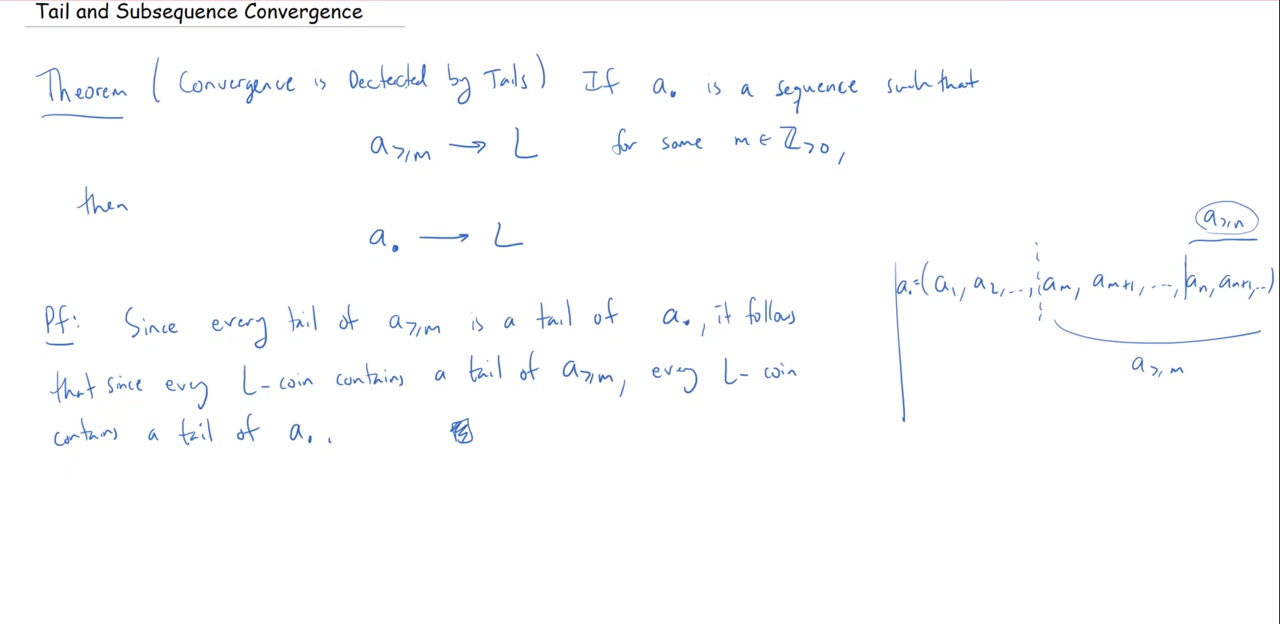 Tail and Subsequence Convergence
Theorem (Convergence is Dectected by Tails) If a. is a sequence such that
a⩾m → L for some m ∈ ℤ>0,
then
a. → L
Pf: Since every tail of a⩾m is a tail of a., it follows
that since evry L-coin contains a tail of a⩾m, every L-coin
contains a tail of a..
a⩾n
a.=(a1, a2,..., am, am+1, ..., an, an+1,..)
a⩾m